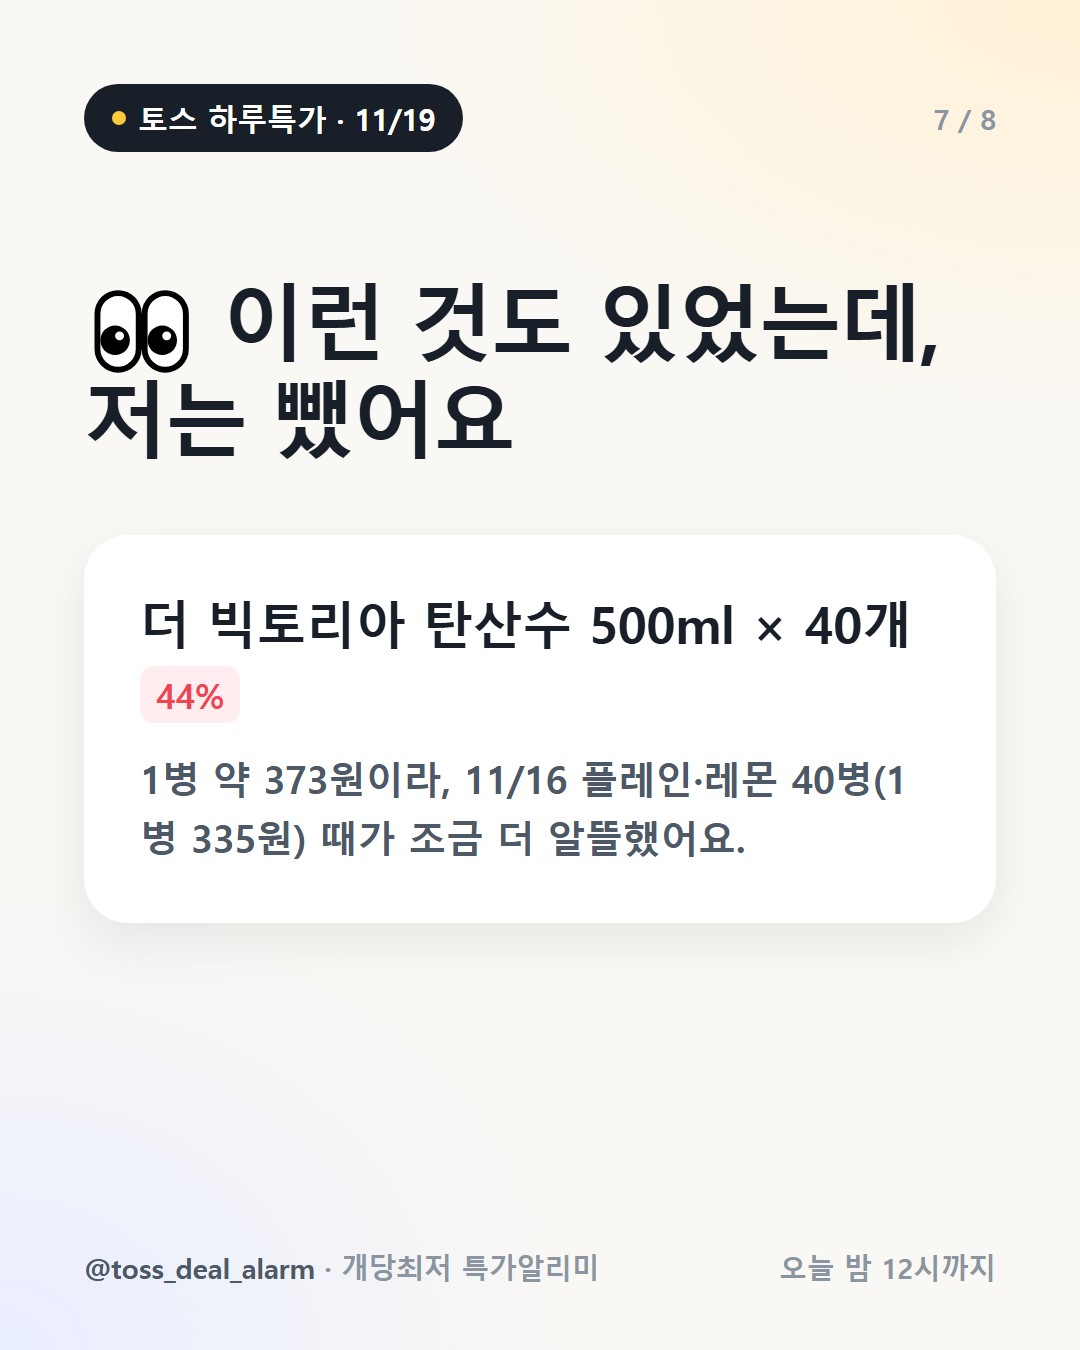 토스 하루특가 · 11/19
7 / 8
👀 이런 것도 있었는데,
저는 뺐어요
더 빅토리아 탄산수 500ml × 40개
44%
1병 약 373원이라, 11/16 플레인·레몬 40병(1
병 335원) 때가 조금 더 알뜰했어요.
@toss_deal_alarm · 개당최저 특가알리미
오늘 밤 12시까지